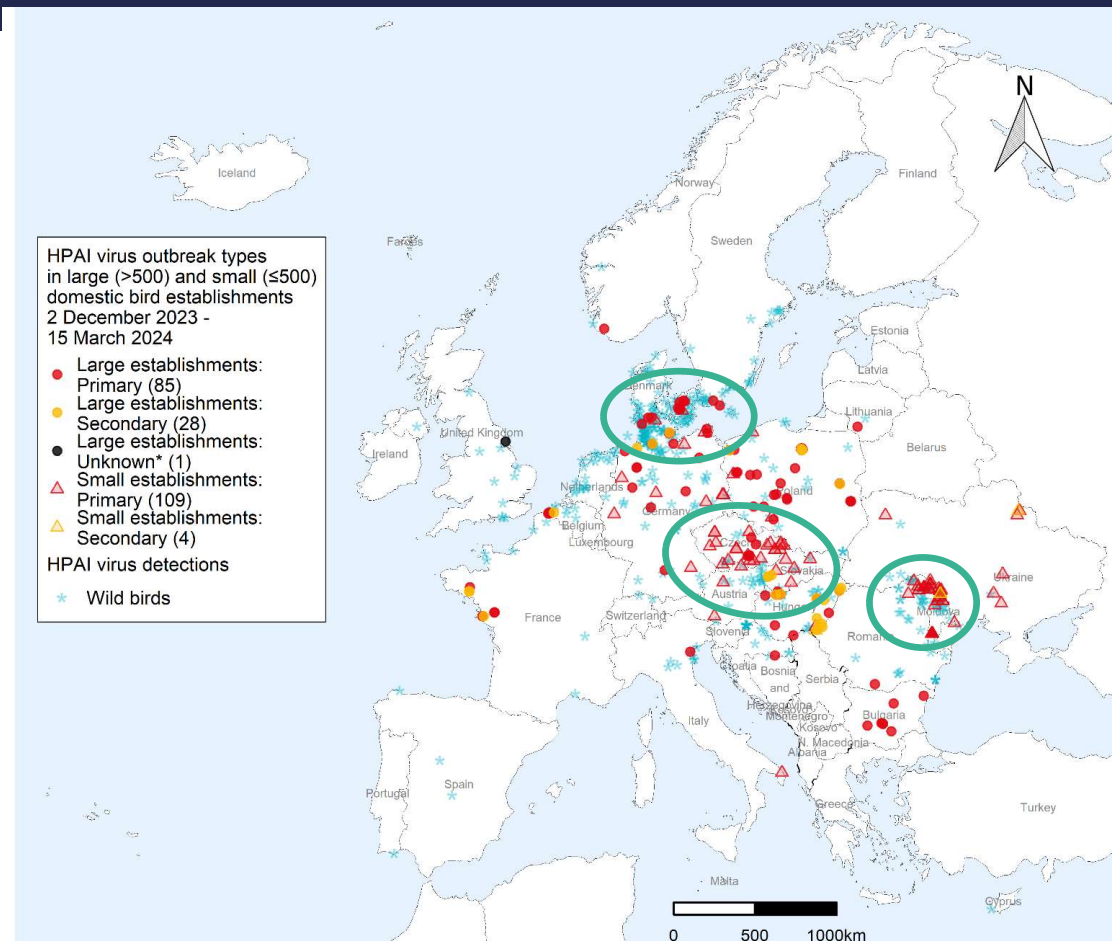 N
Iceland
Faroes
Norway
Finland
Sweden
Estonia
Latvia
Lithuania
Denmark
Belarus
United Kingdom
Ireland
Netherlands
Poland
Germany
Belgium
Luxembourg
Czechia
Slovakia
Ukraine
Austria
Hungary
Moldova
France
Switzerland
Slovenia
Romania
Croatia
Bosnia
and
Herzegovina
Serbia
Kosovo
Montenegro
Kosovo
Bulgaria
Italy
N. Macedonia
Albania
Spain
Portugal
Greece
Turkey
Malta
Cyprus
HPAI virus outbreak types
in large (>500) and small (≤500)
domestic bird establishments
2 December 2023 -
15 March 2024
Large establishments:
Primary (85)
Large establishments:
Secondary (28)
Large establishments:
Unknown* (1)
Small establishments:
Primary (109)
Small establishments:
Secondary (4)
HPAI virus detections
Wild birds
0 500 1000km